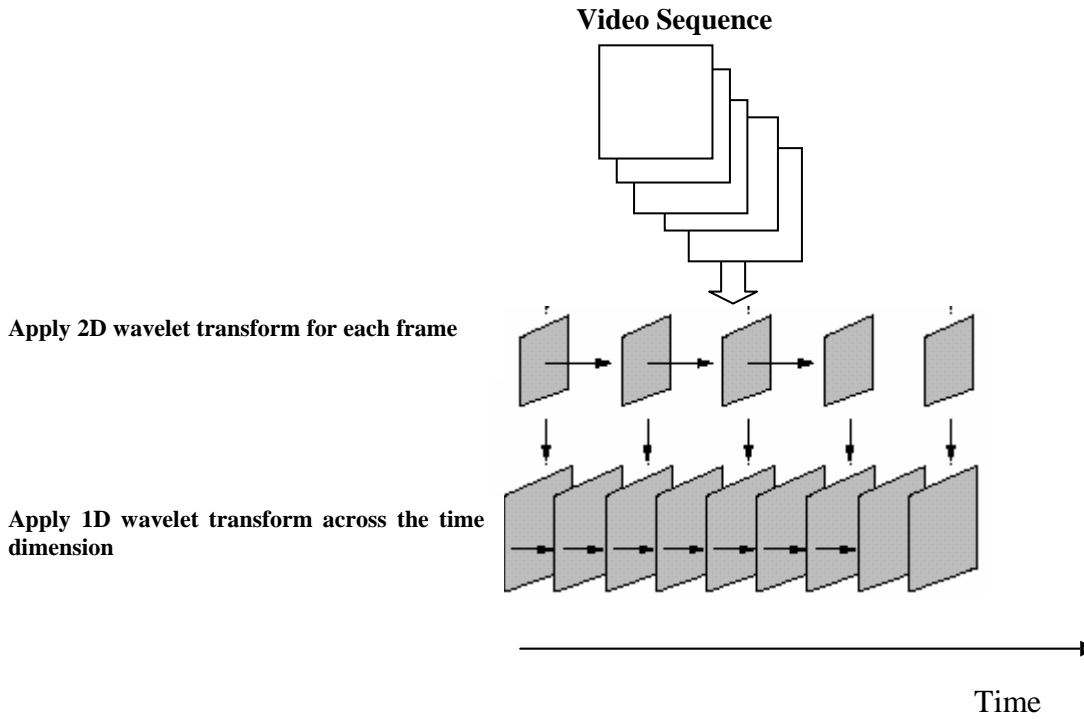 Video Sequence
Apply 2D wavelet transform for each frame
Apply 1D wavelet transform across the time
dimension
Time